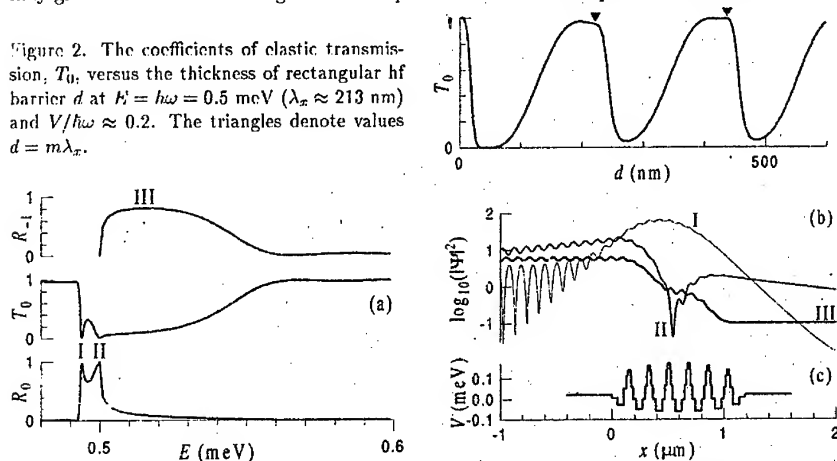 Figure 2. The coefficients of elastic transmis-
sion, T₀, versus the thickness of rectangular hf
barrier d at E = ħω = 0.5 meV (λₓ ≈ 213 nm)
and V/ħω ≈ 0.2. The triangles denote values
d = mλₓ.
T₀
0
500
d (nm)
III
1
R₋₁
0
1
T₀
0
(a)
I II
1
R₀
0
0.5
0.6
E (meV)
(b)
I
2
1
0
-1
log₁₀(|Ψ|²)
II
III
(c)
0.1
0.0
-0.1
V (meV)
-1
0
1
2
x (μm)